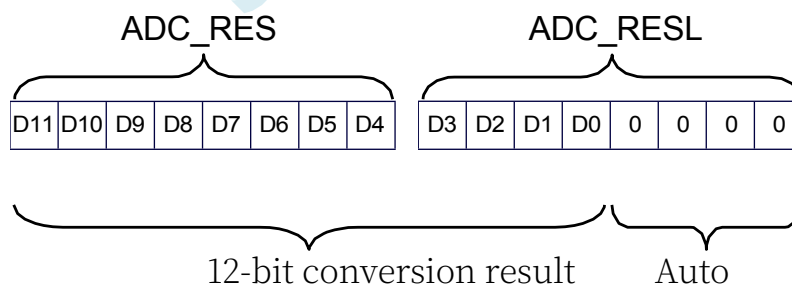 ADC_RES ADC_RESL
D11 D10 D9 D8 D7 D6 D5 D4 D3 D2 D1 D0 0 0 0 0
12-bit conversion result Auto